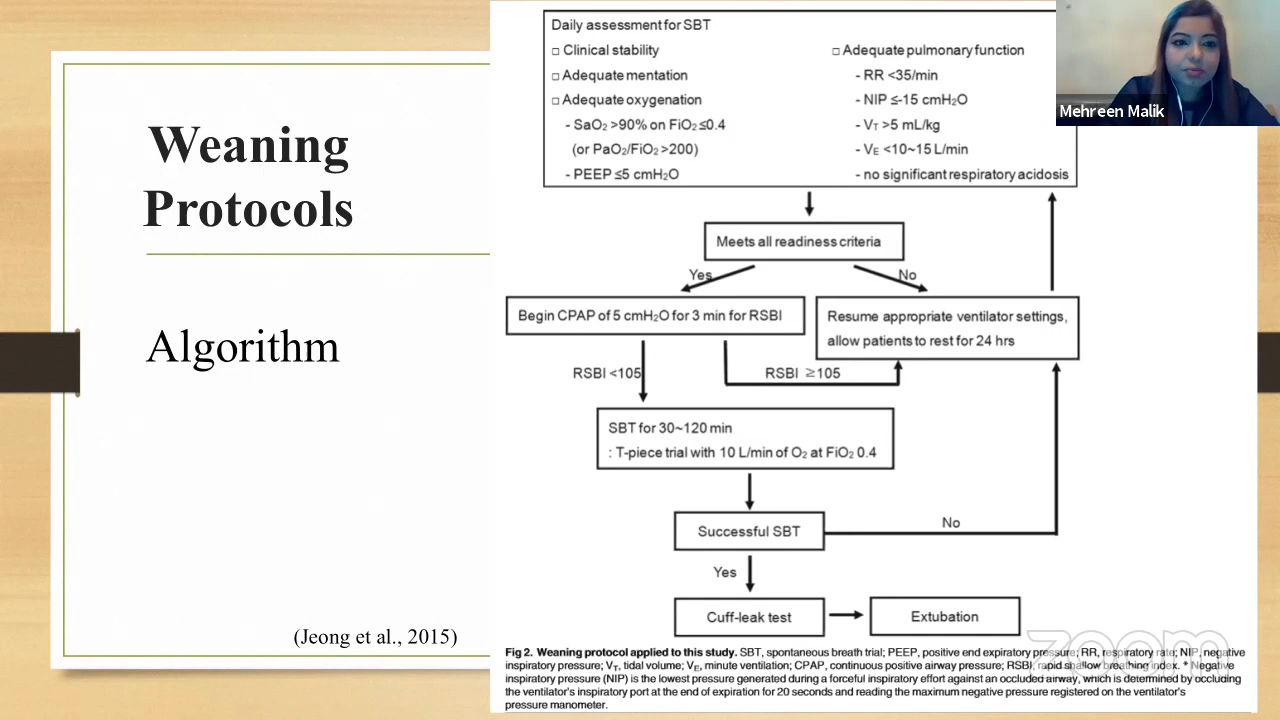 Weaning
Protocols
Algorithm
(Jeong et al., 2015)
Daily assessment for SBT
□ Clinical stability
□ Adequate mentation
□ Adequate oxygenation
- SaO₂ >90% on FiO₂ ≤0.4
(or PaO₂/FiO₂ >200)
- PEEP ≤5 cmH₂O
□ Adequate pulmonary function
- RR <35/min
- NIP ≤-15 cmH₂O
- VT >5 mL/kg
- VE <10~15 L/min
- no significant respiratory acidosis
Mehreen Malik
Meets all readiness criteria
Yes
No
Begin CPAP of 5 cmH₂O for 3 min for RSBI
Resume appropriate ventilator settings,
allow patients to rest for 24 hrs
RSBI <105
RSBI ≥105
SBT for 30~120 min
: T-piece trial with 10 L/min of O₂ at FiO₂ 0.4
Successful SBT
No
Yes
Cuff-leak test
Extubation
Fig 2. Weaning protocol applied to this study. SBT, spontaneous breath trial; PEEP, positive end expiratory pressure; RR, respiratory rate; NIP, negative
inspiratory pressure; VT, tidal volume; VE, minute ventilation; CPAP, continuous positive airway pressure; RSBI, rapid shallow breathing index. * Negative
inspiratory pressure (NIP) is the lowest pressure generated during a forceful inspiratory effort against an occluded airway, which is determined by occluding
the ventilator's inspiratory port at the end of expiration for 20 seconds and reading the maximum negative pressure registered on the ventilator's
pressure manometer.
zoom